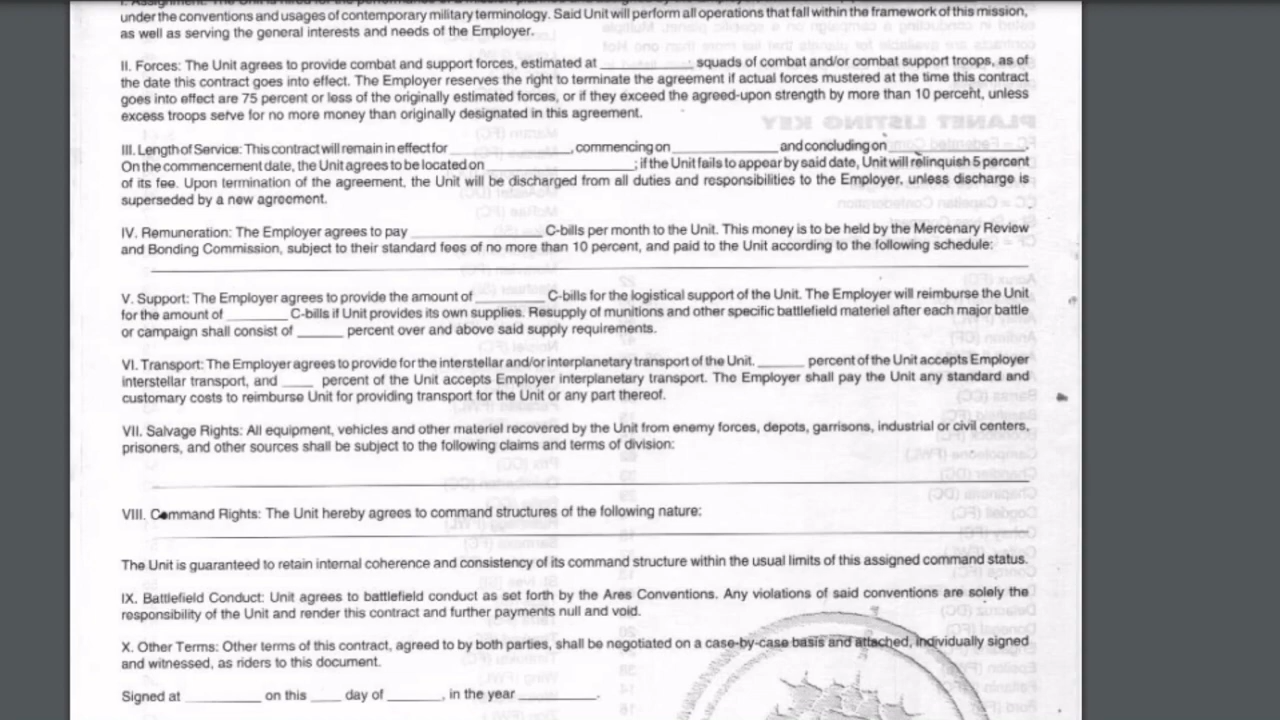 under the conventions and usages of contemporary military terminology. Said Unit will perform all operations that fall within the framework of this mission,
as well as serving the general interests and needs of the Employer.
II. Forces: The Unit agrees to provide combat and support forces, estimated at ____________ squads of combat and/or combat support troops, as of
the date this contract goes into effect. The Employer reserves the right to terminate the agreement if actual forces mustered at the time this contract
goes into effect are 75 percent or less of the originally estimated forces, or if they exceed the agreed-upon strength by more than 10 percent, unless
excess troops serve for no more money than originally designated in this agreement.
III. Length of Service: This contract will remain in effect for ________________, commencing on ______________ and concluding on ______________
On the commencement date, the Unit agrees to be located on ____________________; if the Unit fails to appear by said date, Unit will relinquish 5 percent
of its fee. Upon termination of the agreement, the Unit will be discharged from all duties and responsibilities to the Employer, unless discharge is
superseded by a new agreement.
IV. Remuneration: The Employer agrees to pay __________________ C-bills per month to the Unit. This money is to be held by the Mercenary Review
and Bonding Commission, subject to their standard fees of no more than 10 percent, and paid to the Unit according to the following schedule:
V. Support: The Employer agrees to provide the amount of _________ C-bills for the logistical support of the Unit. The Employer will reimburse the Unit
for the amount of ________ C-bills if Unit provides its own supplies. Resupply of munitions and other specific battlefield materiel after each major battle
or campaign shall consist of ______ percent over and above said supply requirements.
VI. Transport: The Employer agrees to provide for the interstellar and/or interplanetary transport of the Unit. ______ percent of the Unit accepts Employer
interstellar transport, and ____ percent of the Unit accepts Employer interplanetary transport. The Employer shall pay the Unit any standard and
customary costs to reimburse Unit for providing transport for the Unit or any part thereof.
VII. Salvage Rights: All equipment, vehicles and other materiel recovered by the Unit from enemy forces, depots, garrisons, industrial or civil centers,
prisoners, and other sources shall be subject to the following claims and terms of division:
VIII. Command Rights: The Unit hereby agrees to command structures of the following nature:
The Unit is guaranteed to retain internal coherence and consistency of its command structure within the usual limits of this assigned command status.
IX. Battlefield Conduct: Unit agrees to battlefield conduct as set forth by the Ares Conventions. Any violations of said conventions are solely the
responsibility of the Unit and render this contract and further payments null and void.
X. Other Terms: Other terms of this contract, agreed to by both parties, shall be negotiated on a case-by-case basis and attached, individually signed
and witnessed, as riders to this document.
Signed at __________ on this ____ day of _______, in the year ___________.